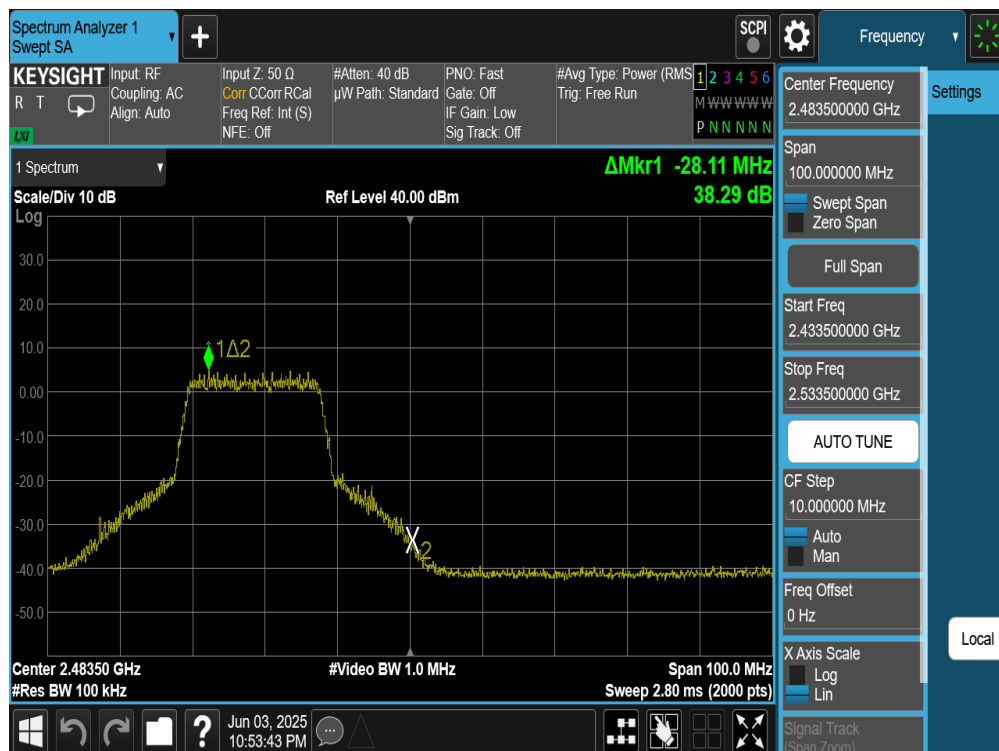 Spectrum Analyzer 1
Swept SA
+
SCPI
Frequency
KEYSIGHT
R T
LXI
Input: RF
Coupling: AC
Align: Auto
Input Z: 50 Ω
Corr CCorr RCal
Freq Ref: Int (S)
NFE: Off
#Atten: 40 dB
µW Path: Standard
PNO: Fast
Gate: Off
IF Gain: Low
Sig Track: Off
#Avg Type: Power (RMS
Trig: Free Run
1 2 3 4 5 6
M W W W W W
P N N N N N
1 Spectrum
ΔMkr1 -28.11 MHz
38.29 dB
Scale/Div 10 dB
Ref Level 40.00 dBm
Log
30.0
20.0
10.0
0.00
-10.0
-20.0
-30.0
-40.0
-50.0
1Δ2
2
Center 2.48350 GHz
#Video BW 1.0 MHz
Span 100.0 MHz
#Res BW 100 kHz
Sweep 2.80 ms (2000 pts)
Center Frequency
2.483500000 GHz
Settings
Span
100.000000 MHz
Swept Span
Zero Span
Full Span
Start Freq
2.433500000 GHz
Stop Freq
2.533500000 GHz
AUTO TUNE
CF Step
10.000000 MHz
Auto
Man
Freq Offset
0 Hz
Local
X Axis Scale
Log
Lin
Signal Track
(Span Zoom)
?
Jun 03, 2025
10:53:43 PM